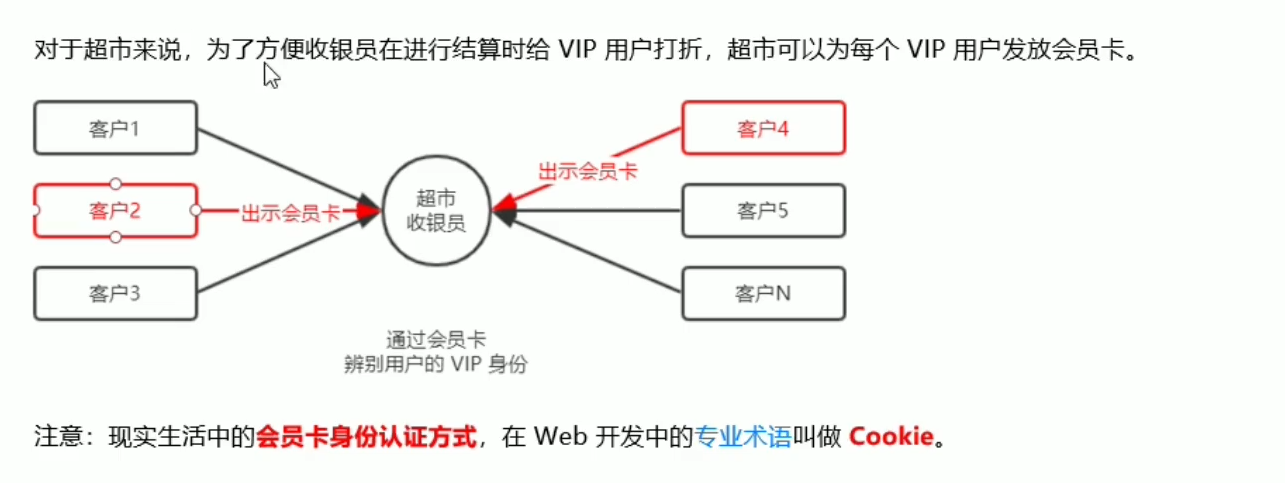 对于超市来说，为了方便收银员在进行结算时给 VIP 用户打折，超市可以为每个 VIP 用户发放会员卡。
客户1
客户4
出示会员卡
客户2
出示会员卡
超市
收银员
客户5
客户3
客户N
通过会员卡
辨别用户的 VIP 身份
注意：现实生活中的会员卡身份认证方式，在 Web 开发中的专业术语叫做 Cookie。